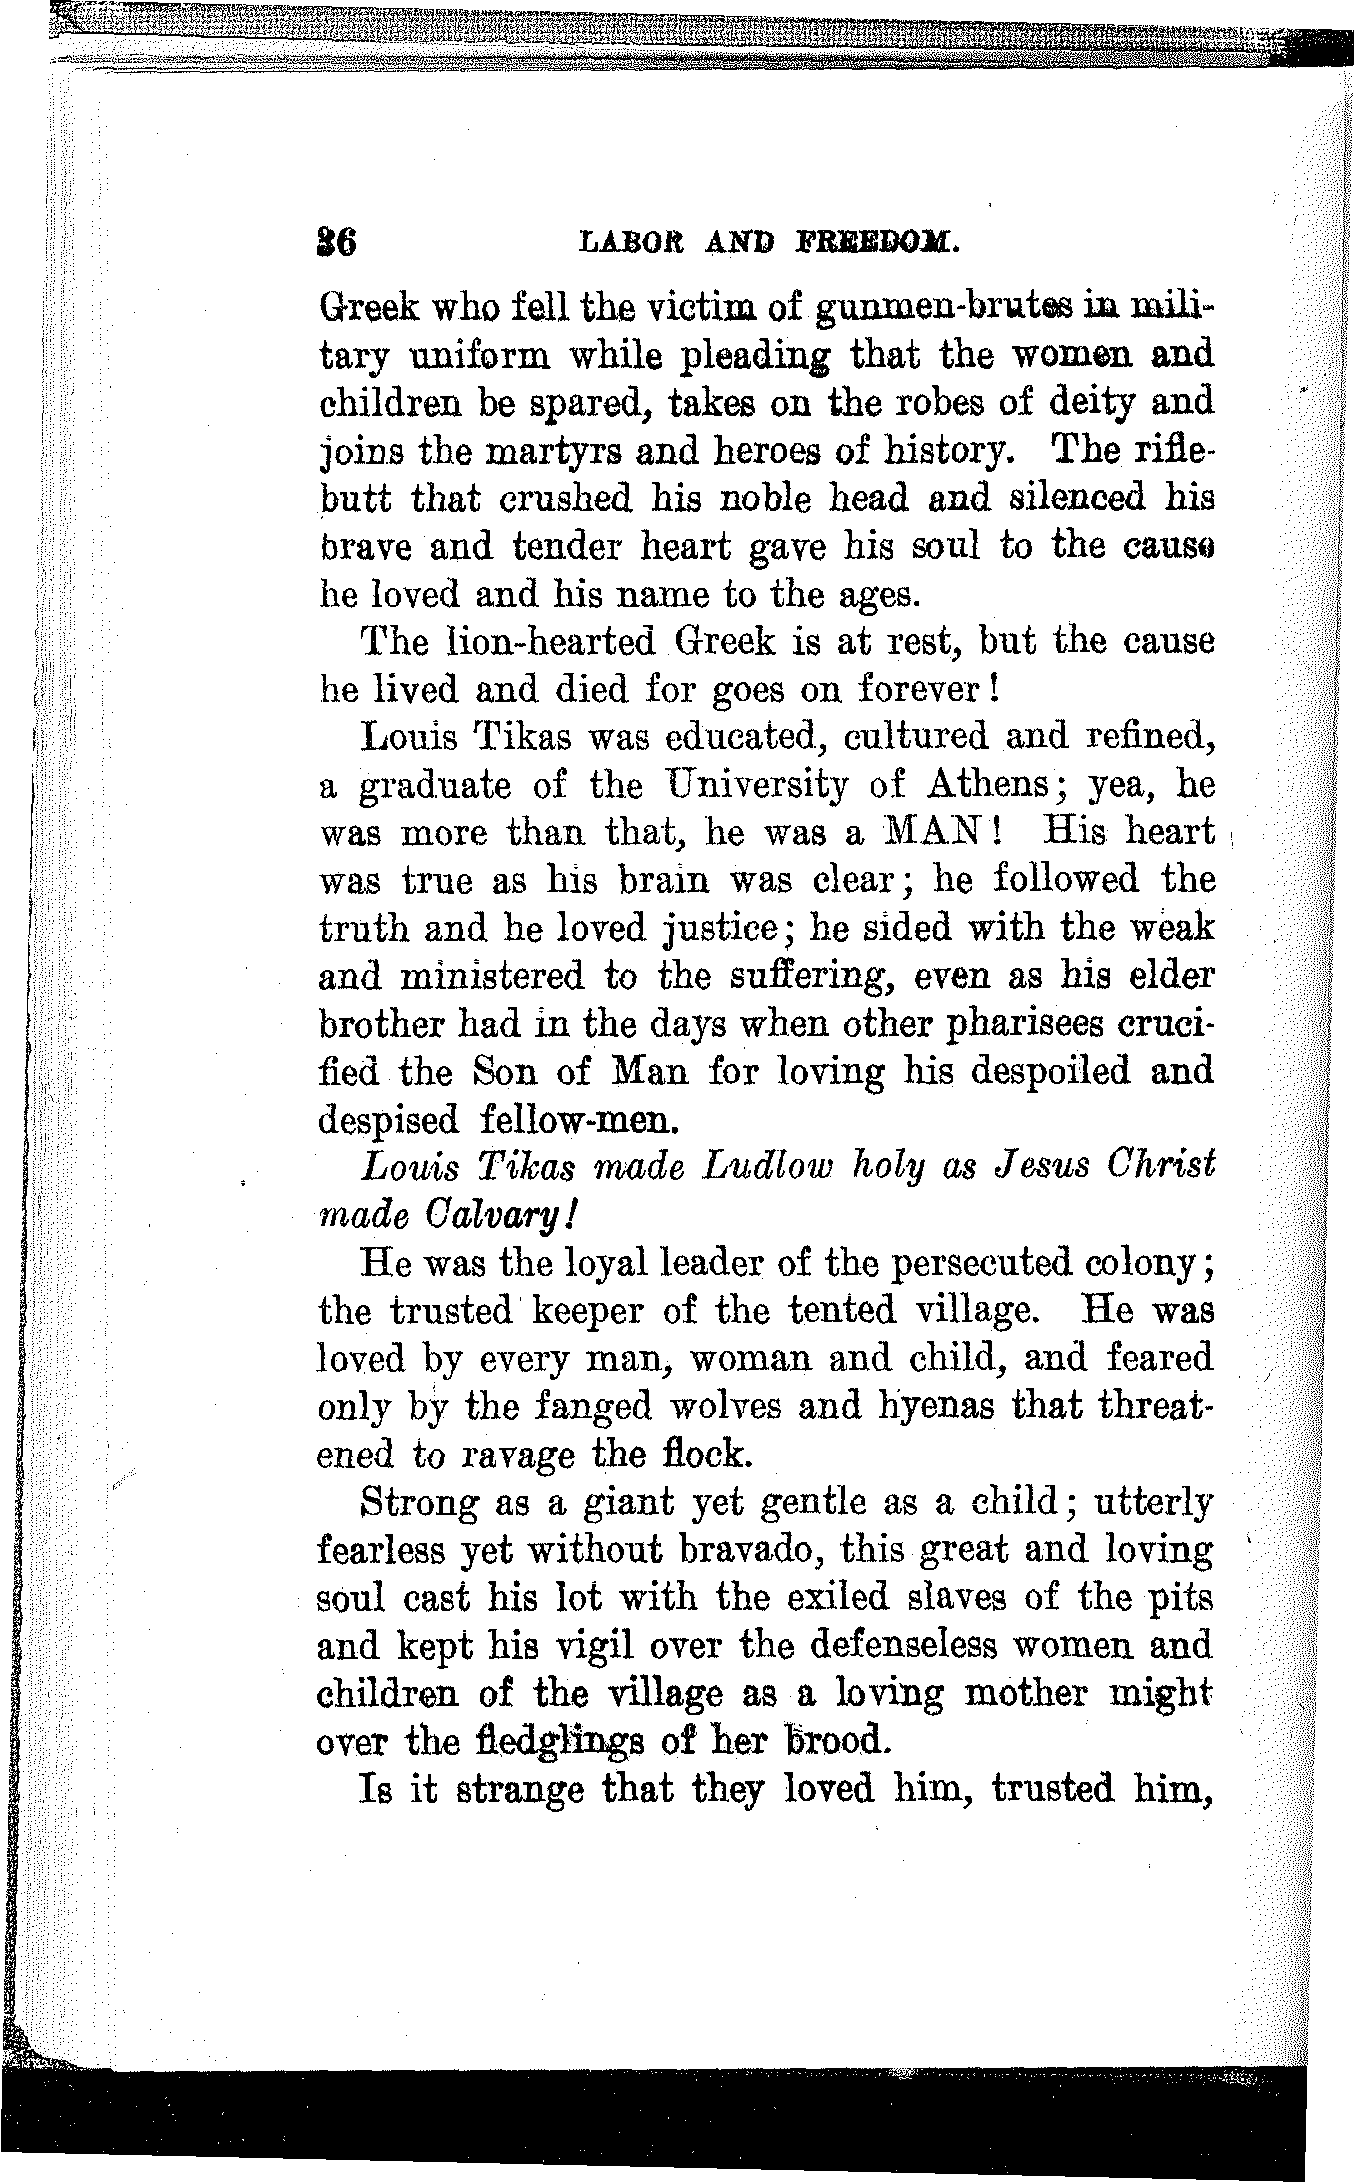 36 LABOR AND FREEDOM.
Greek who fell the victim of gunmen-brutes in mili-
tary uniform while pleading that the women and
children be spared, takes on the robes of deity and
joins the martyrs and heroes of history. The rifle-
butt that crushed his noble head and silenced his
brave and tender heart gave his soul to the cause
he loved and his name to the ages.
The lion-hearted Greek is at rest, but the cause
he lived and died for goes on forever!
Louis Tikas was educated, cultured and refined,
a graduate of the University of Athens; yea, he
was more than that, he was a MAN! His heart
was true as his brain was clear; he followed the
truth and he loved justice; he sided with the weak
and ministered to the suffering, even as his elder
brother had in the days when other pharisees cruci-
fied the Son of Man for loving his despoiled and
despised fellow-men.
Louis Tikas made Ludlow holy as Jesus Christ
made Calvary!
He was the loyal leader of the persecuted colony;
the trusted keeper of the tented village. He was
loved by every man, woman and child, and feared
only by the fanged wolves and hyenas that threat-
ened to ravage the flock.
Strong as a giant yet gentle as a child; utterly
fearless yet without bravado, this great and loving
soul cast his lot with the exiled slaves of the pits
and kept his vigil over the defenseless women and
children of the village as a loving mother might
over the fledglings of her brood.
Is it strange that they loved him, trusted him,